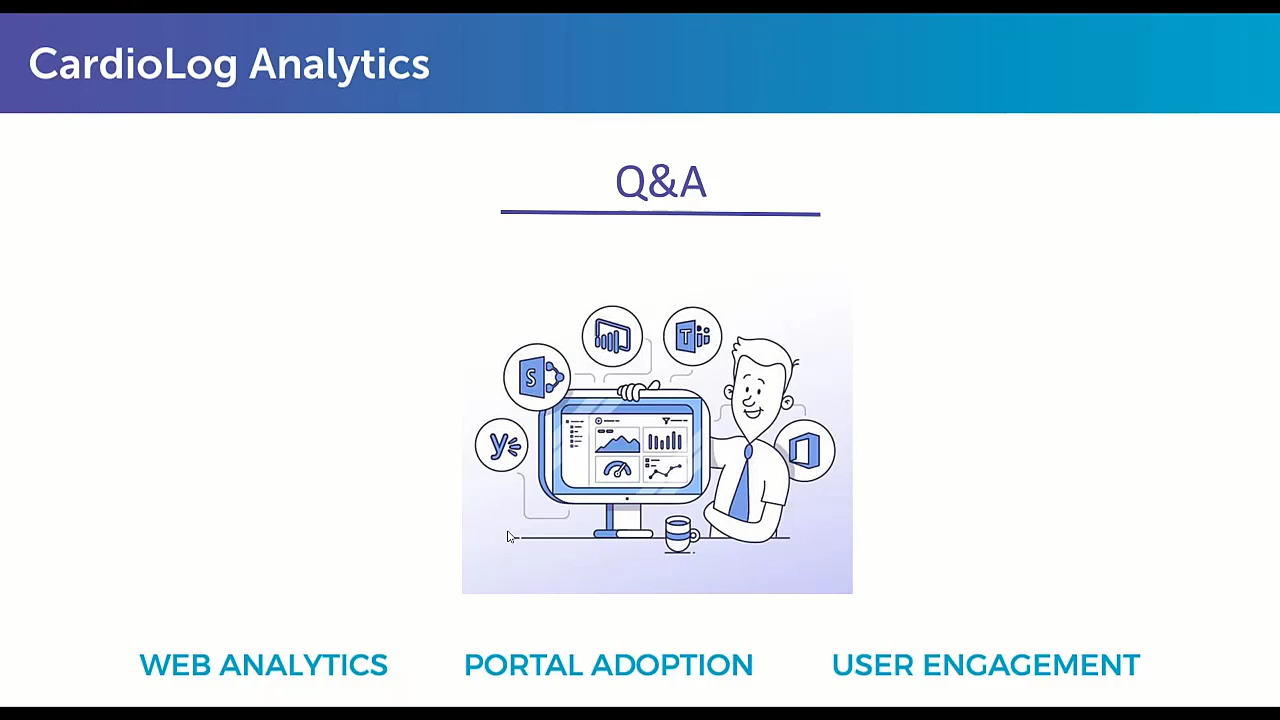 CardioLog Analytics
Q&A
T
S
y
WEB ANALYTICS
PORTAL ADOPTION
USER ENGAGEMENT